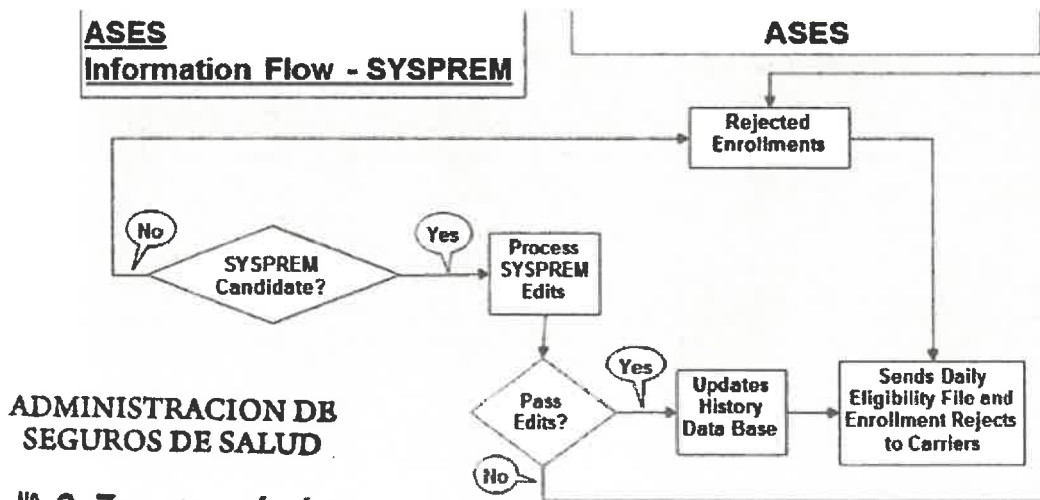 ASES
Information Flow - SYSPREM
ASES
Rejected
Enrollments
No
SYSPREM
Candidate?
Yes
Process
SYSPREM
Edits
Pass
Edits?
Yes
Updates
History
Data Base
Sends Daily
Eligibility File and
Enrollment Rejects
to Carriers
No
ADMINISTRACION DE
SEGUROS DE SALUD